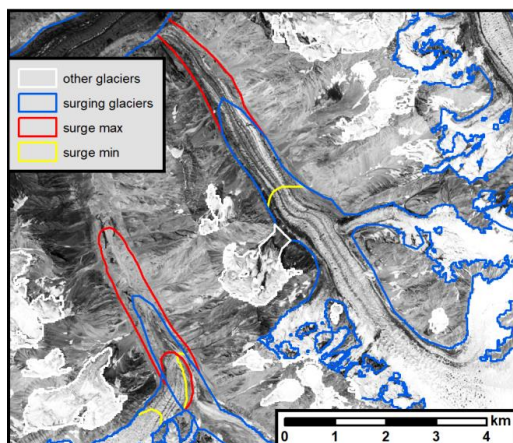 other glaciers
surging glaciers
surge max
surge min
km
0 1 2 3 4